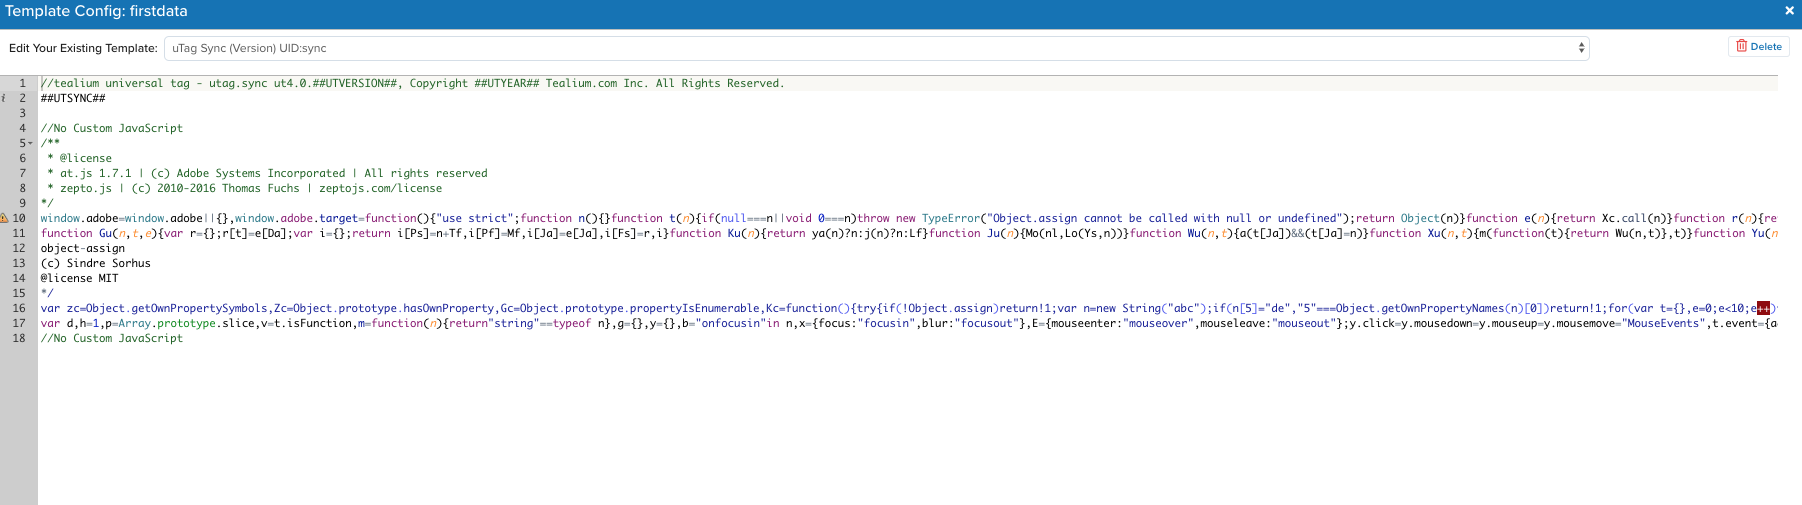 Template Config: firstdata
×
Edit Your Existing Template: uTag Sync (Version) UID:sync
Delete
1 //tealium universal tag - utag.sync ut4.0.##UTVERSION##, Copyright ##UTYEAR## Tealium.com Inc. All Rights Reserved.
i 2 ##UTSYNC##
3
4 //No Custom JavaScript
5 /**
6 * @license
7 * at.js 1.7.1 | (c) Adobe Systems Incorporated | All rights reserved
8 * zepto.js | (c) 2010-2016 Thomas Fuchs | zeptojs.com/license
9 */
10 window.adobe=window.adobe||{},window.adobe.target=function(){"use strict";function n(){}function t(n){if(null===n||void 0===n)throw new TypeError("Object.assign cannot be called with null or undefined");return Object(n)}function e(n){return Xc.call(n)}function r(n){re
11 function Gu(n,t,e){var r={};r[t]=e[Da];var i={};return i[Ps]=n+Tf,i[Pf]=Mf,i[Ja]=e[Ja],i[Fs]=r,i}function Ku(n){return ya(n)?n:j(n)?n:Lf}function Ju(n){Mo(nl,Lo(Ys,n))}function Wu(n,t){a(t[Ja])&&(t[Ja]=n)}function Xu(n,t){m(function(t){return Wu(n,t)},t)}function Yu(n
12 object-assign
13 (c) Sindre Sorhus
14 @license MIT
15 */
16 var zc=Object.getOwnPropertySymbols,Zc=Object.prototype.hasOwnProperty,Gc=Object.prototype.propertyIsEnumerable,Kc=function(){try{if(!Object.assign)return!1;var n=new String("abc");if(n[5]="de","5"===Object.getOwnPropertyNames(n)[0])return!1;for(var t={},e=0;e<10;e++)
17 var d,h=1,p=Array.prototype.slice,v=t.isFunction,m=function(n){return"string"==typeof n},g={},y={},b="onfocusin"in n,x={focus:"focusin",blur:"focusout"},E={mouseenter:"mouseover",mouseleave:"mouseout"};y.click=y.mousedown=y.mouseup=y.mousemove="MouseEvents",t.event={a
18 //No Custom JavaScript